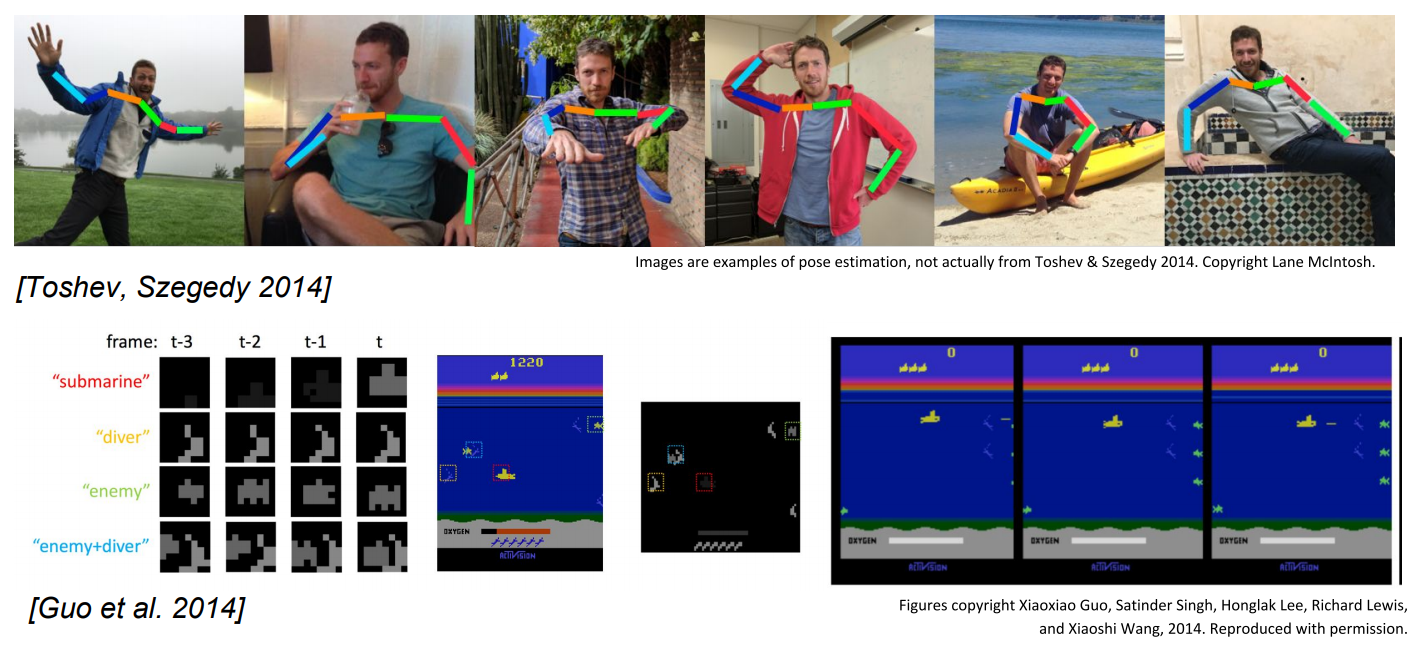 Images are examples of pose estimation, not actually from Toshev & Szegedy 2014. Copyright Lane McIntosh.
[Toshev, Szegedy 2014]
frame: t-3 t-2 t-1 t
“submarine”
“diver”
“enemy”
“enemy+diver”
1220
OXYGEN
ACTIVISION
0
0
0
OXYGEN
OXYGEN
OXYGEN
ACTIVISION
ACTIVISION
ACTIVISION
[Guo et al. 2014]
Figures copyright Xiaoxiao Guo, Satinder Singh, Honglak Lee, Richard Lewis,
and Xiaoshi Wang, 2014. Reproduced with permission.